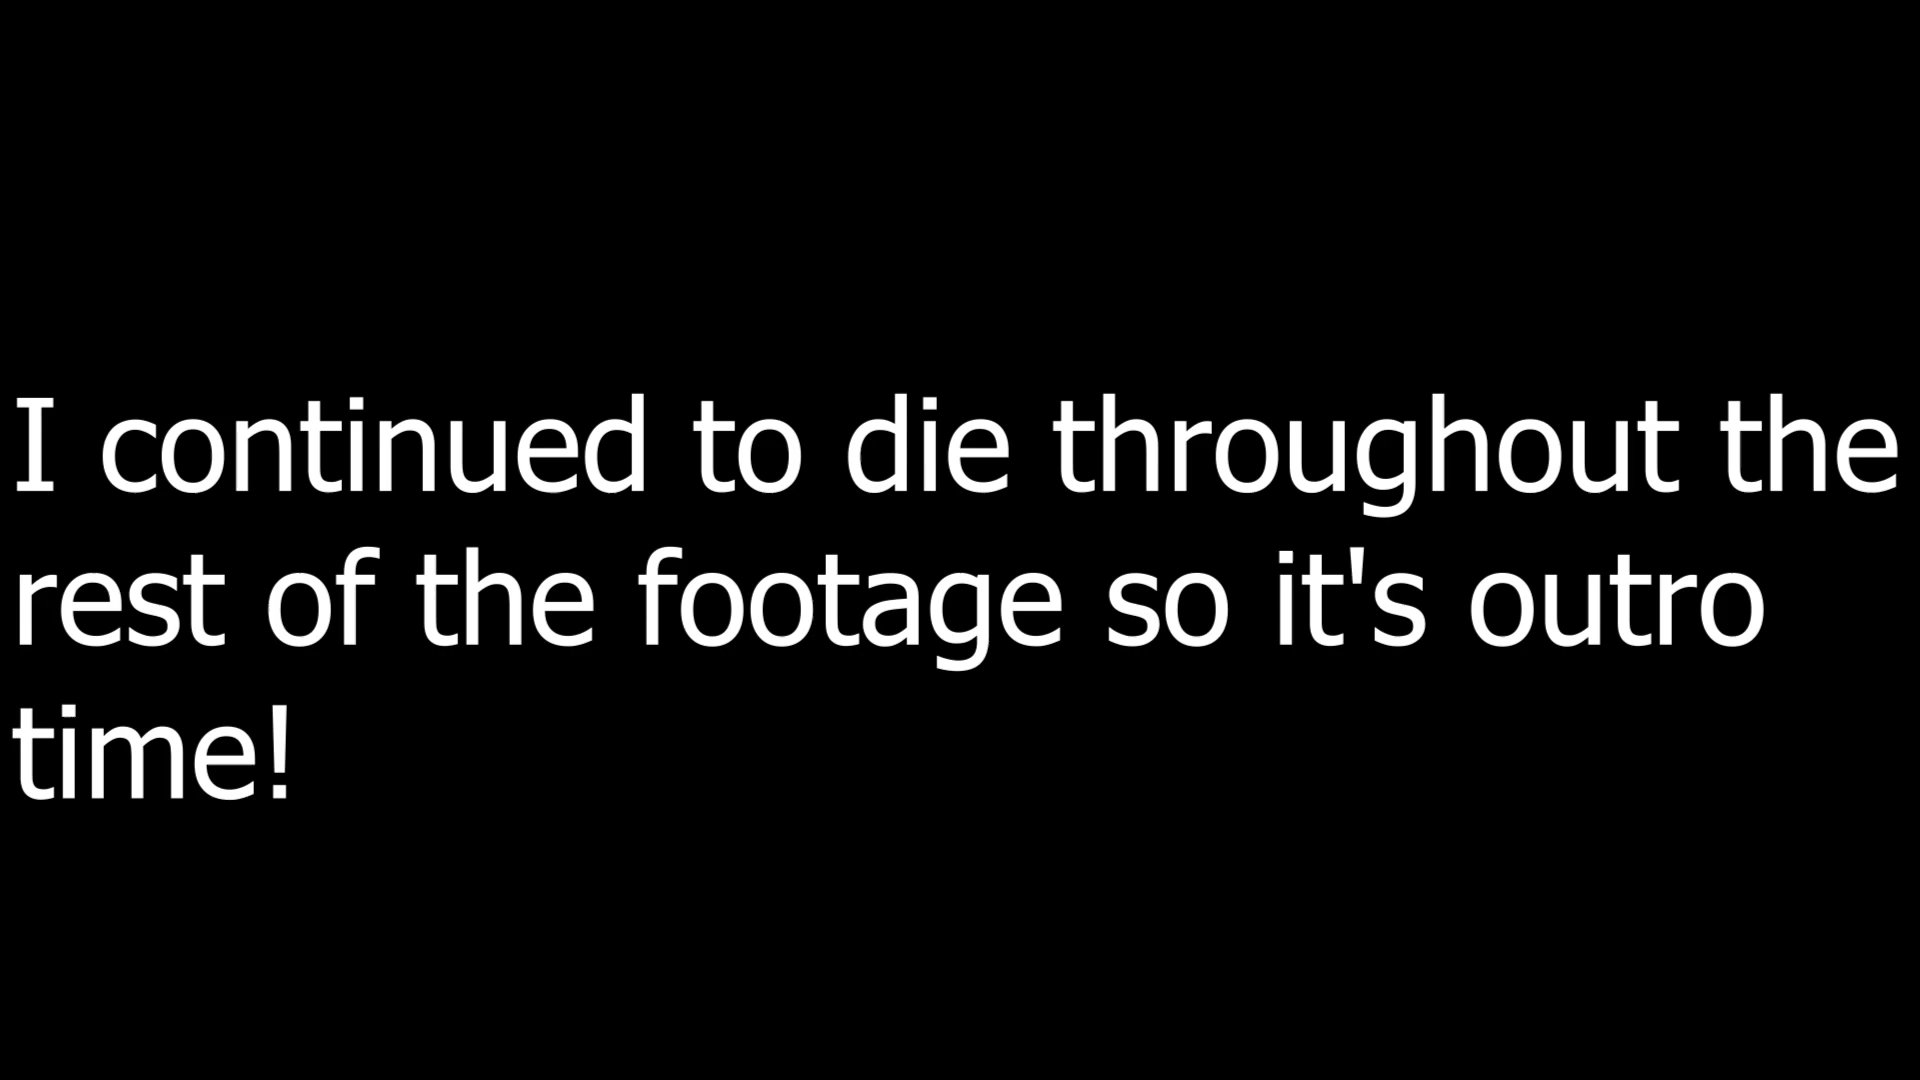 I continued to die throughout the
rest of the footage so it's outro
time!